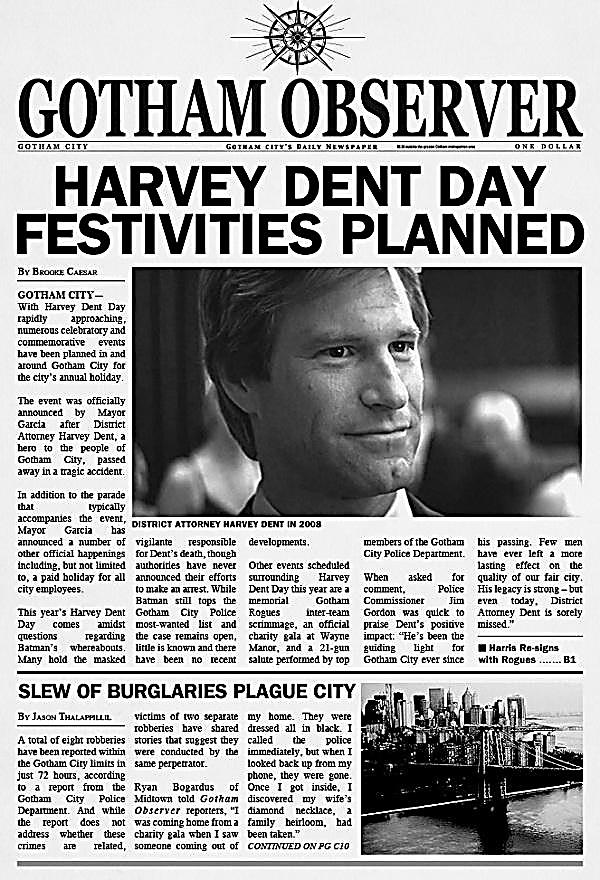 GOTHAM OBSERVER
GOTHAM CITY
GOTHAM CITY'S DAILY NEWSPAPER
ONE DOLLAR
HARVEY DENT DAY
FESTIVITIES PLANNED
BY BROOKE CAESAR
GOTHAM CITY—
With Harvey Dent Day
rapidly approaching,
numerous celebratory and
commemorative events
have been planned in and
around Gotham City for
the city's annual holiday.
The event was officially
announced by Mayor
Garcia after District
Attorney Harvey Dent, a
hero to the people of
Gotham City, passed
away in a tragic accident.
In addition to the parade
that typically
accompanies the event,
Mayor Garcia has
announced a number of
other official happenings
including, but not limited
to, a paid holiday for all
city employees.
This year's Harvey Dent
Day comes amidst
questions regarding
Batman's whereabouts.
Many hold the masked
DISTRICT ATTORNEY HARVEY DENT IN 2008
vigilante responsible
for Dent's death, though
authorities have never
announced their efforts
to make an arrest. While
Batman still tops the
Gotham City Police
most-wanted list and
the case remains open,
little is known and there
have been no recent
developments.
Other events scheduled
surrounding Harvey
Dent Day this year are a
memorial Gotham
Rogues inter-team
scrimmage, an official
charity gala at Wayne
Manor, and a 21-gun
salute performed by top
members of the Gotham
City Police Department.
When asked for
comment, Police
Commissioner Jim
Gordon was quick to
praise Dent's positive
impact: "He's been the
guiding light for
Gotham City ever since
his passing. Few men
have ever left a more
lasting effect on the
quality of our fair city.
His legacy is strong – but
even today, District
Attorney Dent is sorely
missed."
■ Harris Re-signs
with Rogues ....... B1
SLEW OF BURGLARIES PLAGUE CITY
BY JASON THALAPPILLIL
A total of eight robberies
have been reported within
the Gotham City limits in
just 72 hours, according
to a report from the
Gotham City Police
Department. And while
the report does not
address whether these
crimes are related,
victims of two separate
robberies have shared
stories that suggest they
were conducted by the
same perpetrator.
Ryan Bogardus of
Midtown told Gotham
Observer reporters, "I
was coming home from a
charity gala when I saw
someone coming out of
my home. They were
dressed all in black. I
called the police
immediately, but when I
looked back up from my
phone, they were gone.
Once I got inside, I
discovered my wife's
diamond necklace, a
family heirloom, had
been taken."
CONTINUED ON PG C10